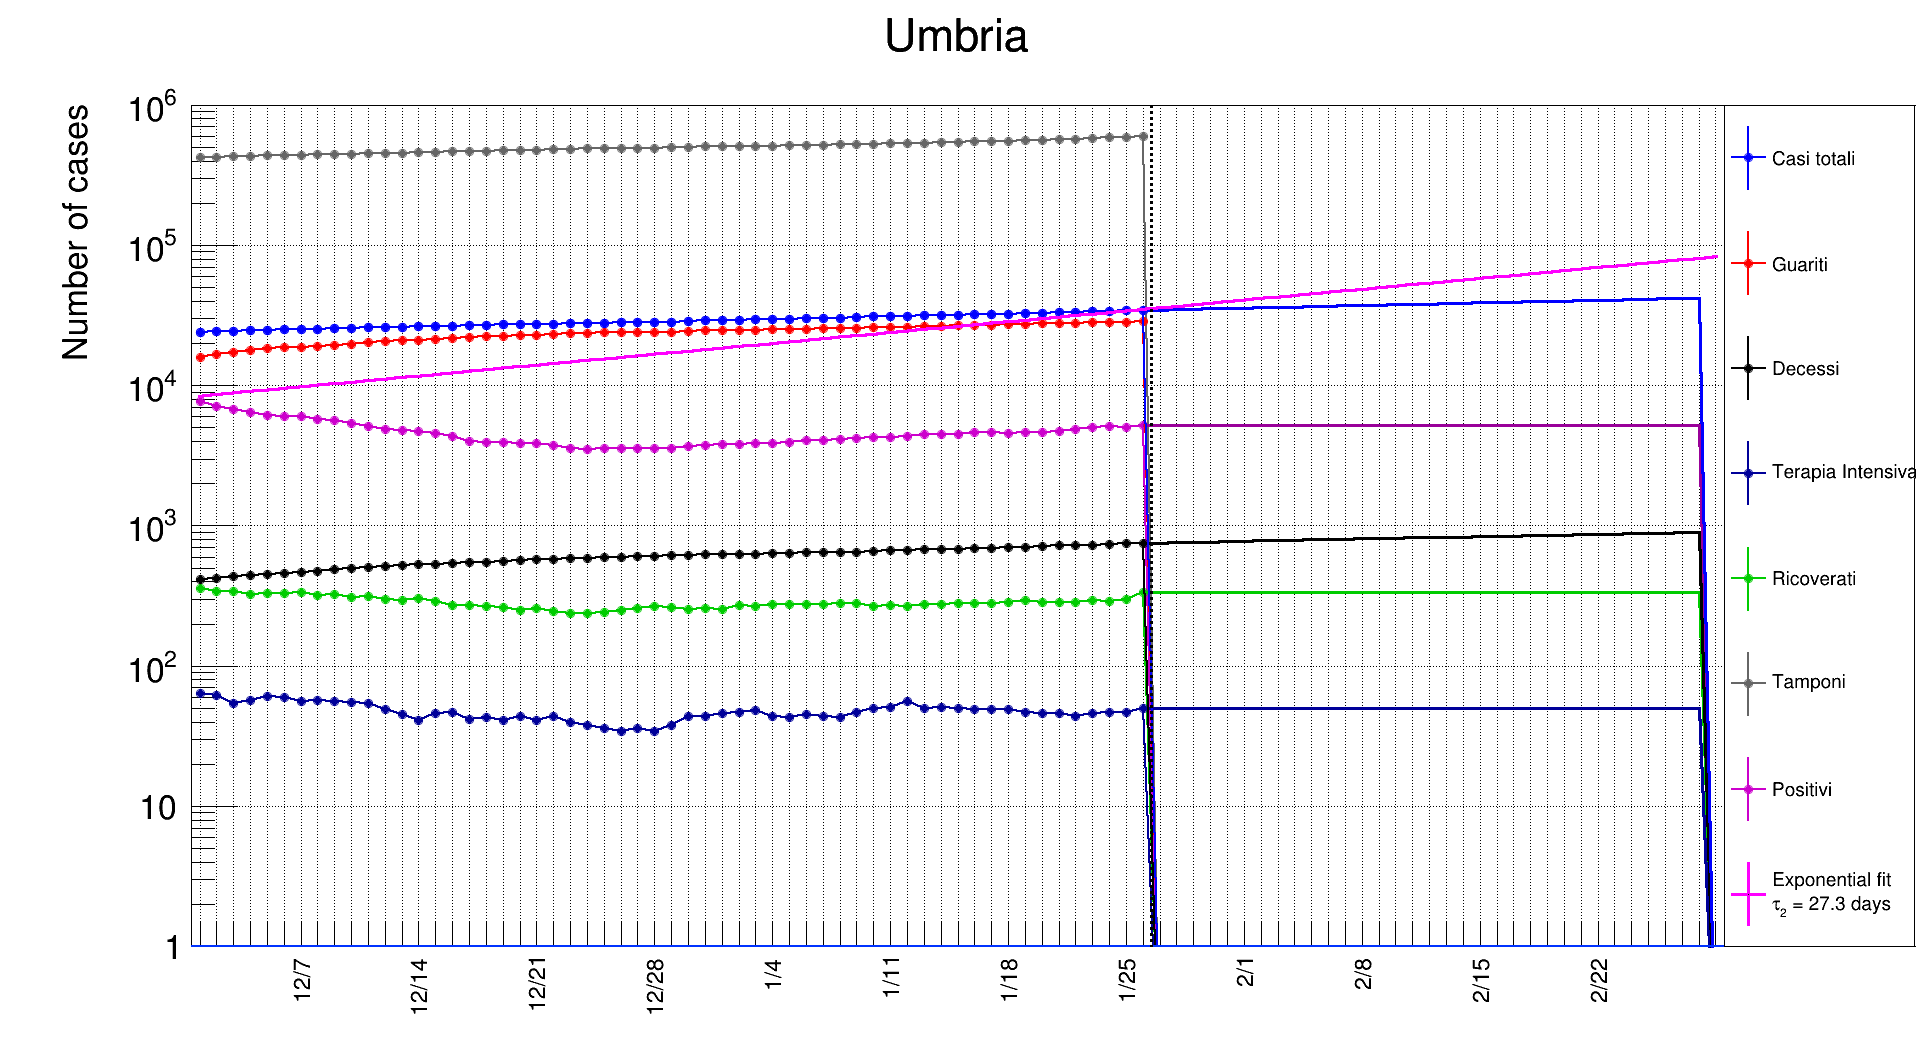 Umbria
Number of cases
10^6
10^5
10^4
10^3
10^2
10
1
12/7
12/14
12/21
12/28
1/4
1/11
1/18
1/25
2/1
2/8
2/15
2/22
Casi totali
Guariti
Decessi
Terapia Intensiva
Ricoverati
Tamponi
Positivi
Exponential fit
τ₂ = 27.3 days